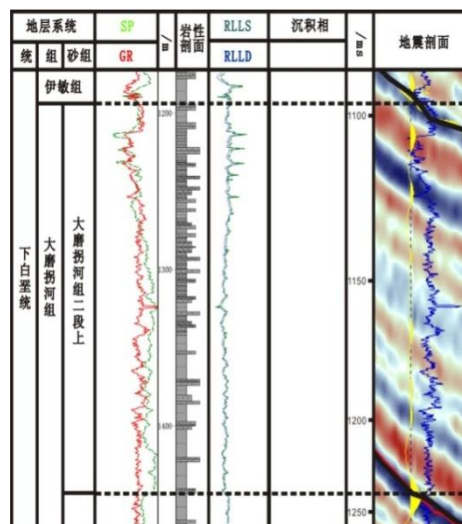 地层系统
SP
/m
岩性剖面
RLLS
沉积相
/ms
地震剖面
统
组
砂组
GR
RLLD
伊敏组
1200
1100
下白垩统
大磨拐河组
大磨拐河组二段上
1300
1150
1400
1200
1250